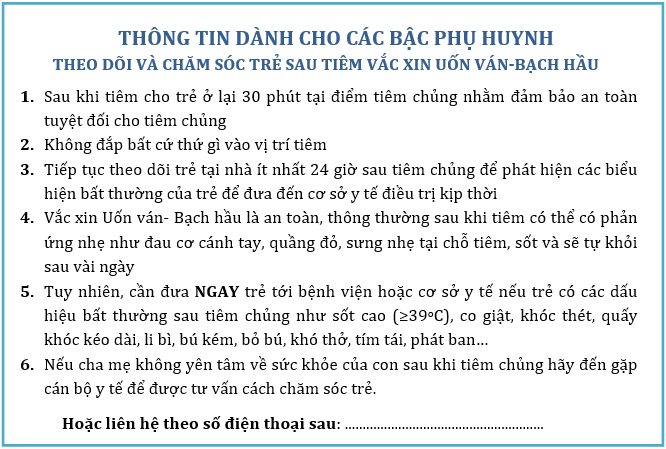 THÔNG TIN DÀNH CHO CÁC BẬC PHỤ HUYNH
THEO DÕI VÀ CHĂM SÓC TRẺ SAU TIÊM VẮC XIN UỐN VÁN-BẠCH HẦU
1. Sau khi tiêm cho trẻ ở lại 30 phút tại điểm tiêm chủng nhằm đảm bảo an toàn
tuyệt đối cho tiêm chủng
2. Không đắp bất cứ thứ gì vào vị trí tiêm
3. Tiếp tục theo dõi trẻ tại nhà ít nhất 24 giờ sau tiêm chủng để phát hiện các biểu
hiện bất thường của trẻ để đưa đến cơ sở y tế điều trị kịp thời
4. Vắc xin Uốn ván- Bạch hầu là an toàn, thông thường sau khi tiêm có thể có phản
ứng nhẹ như đau cơ cánh tay, quầng đỏ, sưng nhẹ tại chỗ tiêm, sốt và sẽ tự khỏi
sau vài ngày
5. Tuy nhiên, cần đưa NGAY trẻ tới bệnh viện hoặc cơ sở y tế nếu trẻ có các dấu
hiệu bất thường sau tiêm chủng như sốt cao (≥39ºC), co giật, khóc thét, quấy
khóc kéo dài, li bì, bú kém, bỏ bú, khó thở, tím tái, phát ban...
6. Nếu cha mẹ không yên tâm về sức khỏe của con sau khi tiêm chủng hãy đến gặp
cán bộ y tế để được tư vấn cách chăm sóc trẻ.
Hoặc liên hệ theo số điện thoại sau: ........................................................